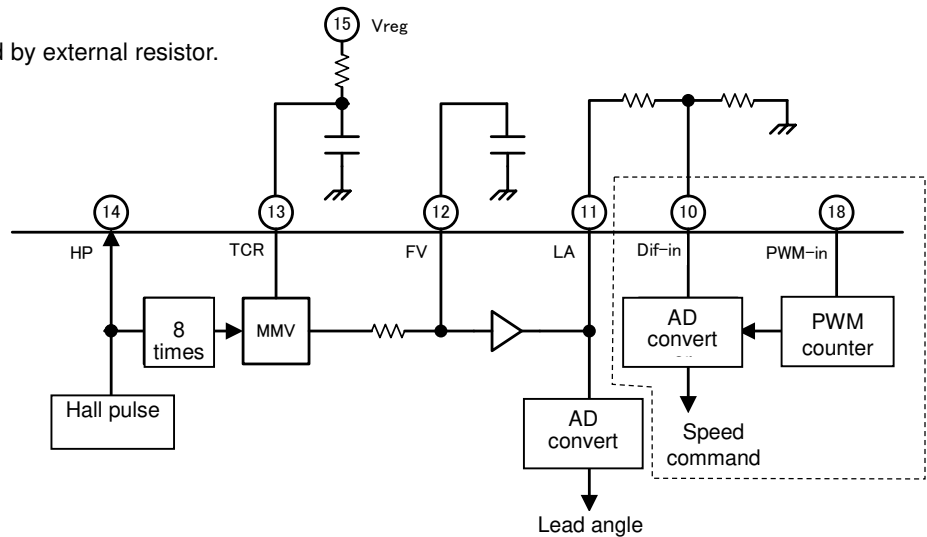 15 Vreg
d by external resistor.
14
13
12
11
10
18
HP
TCR
FV
LA
Dif-in
PWM-in
8
times
MMV
AD
convert
PWM
counter
Hall pulse
AD
convert
Speed
command
Lead angle